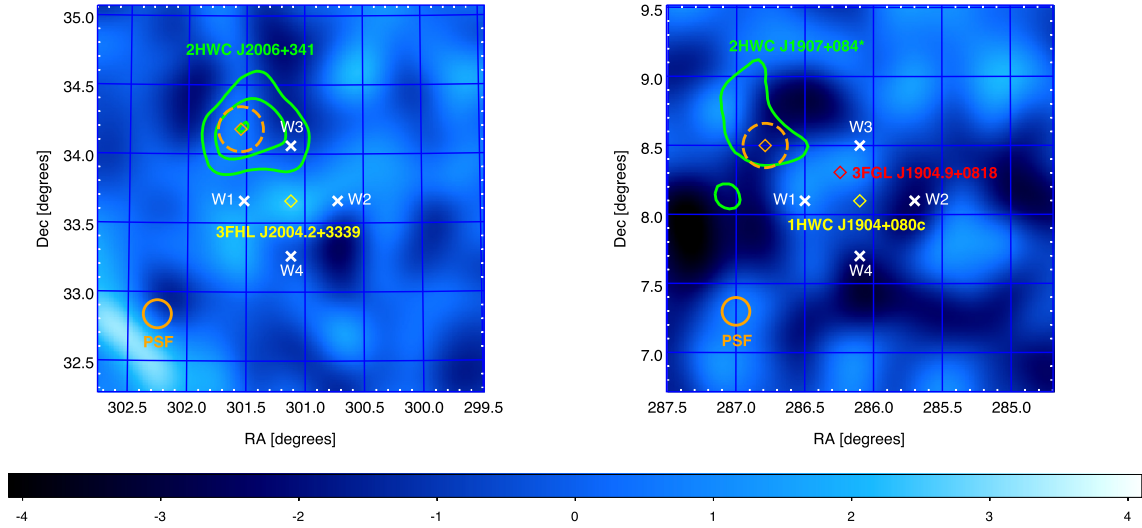 35.0
34.5
34.0
33.5
33.0
32.5
Dec [degrees]
2HWC J2006+341
W3
W1
W2
3FHL J2004.2+3339
W4
PSF
302.5 302.0 301.5 301.0 300.5 300.0 299.5
RA [degrees]
9.5
9.0
8.5
8.0
7.5
7.0
Dec [degrees]
2HWC J1907+084*
W3
3FGL J1904.9+0818
W1
W2
1HWC J1904+080c
W4
PSF
287.5 287.0 286.5 286.0 285.5 285.0
RA [degrees]
-4 -3 -2 -1 0 1 2 3 4